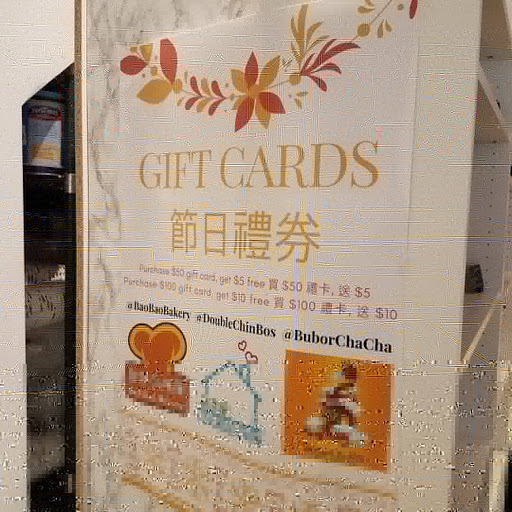 GIFT CARDS
節日禮券
Purchase $50 gift card, get $5 free 買 $50 禮卡, 送 $5
Purchase $100 gift card, get $10 free 買 $100 禮卡, 送 $10
@BaoBaoBakery #DoubleChinBos @BuborChaCha